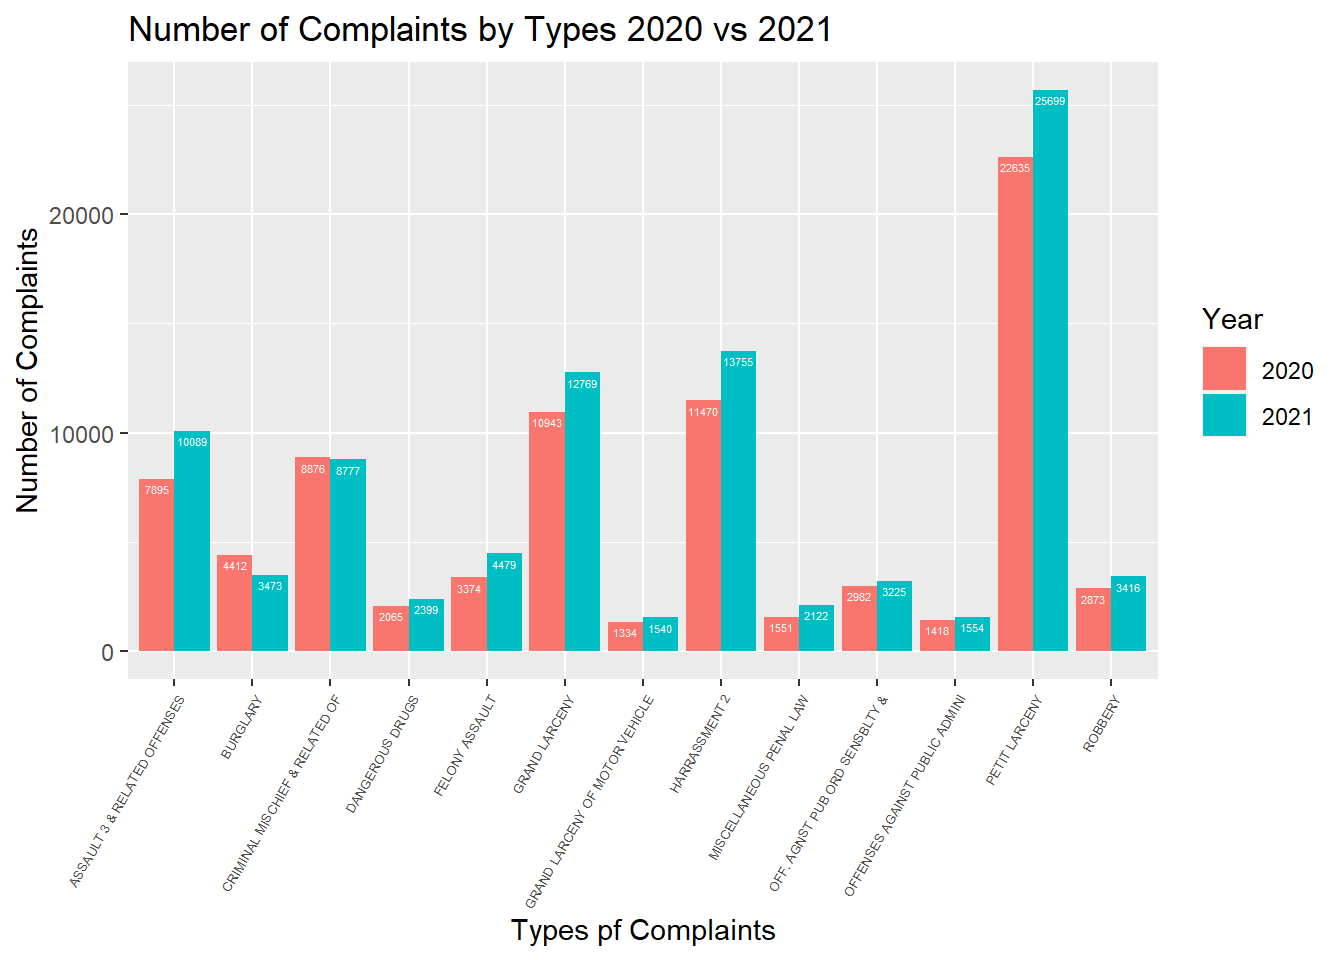 Number of Complaints by Types 2020 vs 2021
Number of Complaints
20000
10000
0
7895
10089
4412
3473
8876
8777
2065
2399
3374
4479
10943
12769
1334
1540
11470
13755
1551
2122
2982
3225
1418
1554
22635
25699
2873
3416
ASSAULT 3 & RELATED OFFENSES
BURGLARY
CRIMINAL MISCHIEF & RELATED OF
DANGEROUS DRUGS
FELONY ASSAULT
GRAND LARCENY
GRAND LARCENY OF MOTOR VEHICLE
HARRASSMENT 2
MISCELLANEOUS PENAL LAW
OFF. AGNST PUB ORD SENSBLTY &
OFFENSES AGAINST PUBLIC ADMINI
PETIT LARCENY
ROBBERY
Types pf Complaints
Year
2020
2021